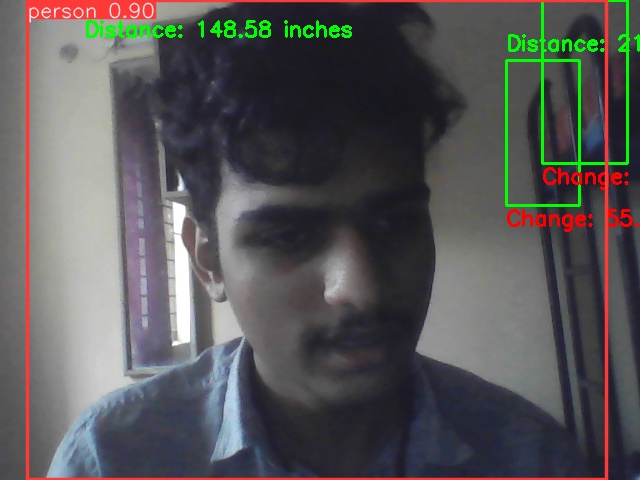 person 0.90
Distance: 148.58 inches
Distance: 21
Change:
Change: 55.